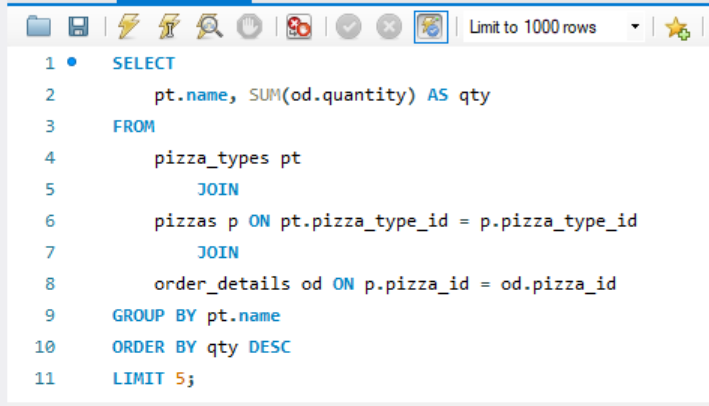 Limit to 1000 rows
1 SELECT
2 pt.name, SUM(od.quantity) AS qty
3 FROM
4 pizza_types pt
5 JOIN
6 pizzas p ON pt.pizza_type_id = p.pizza_type_id
7 JOIN
8 order_details od ON p.pizza_id = od.pizza_id
9 GROUP BY pt.name
10 ORDER BY qty DESC
11 LIMIT 5;